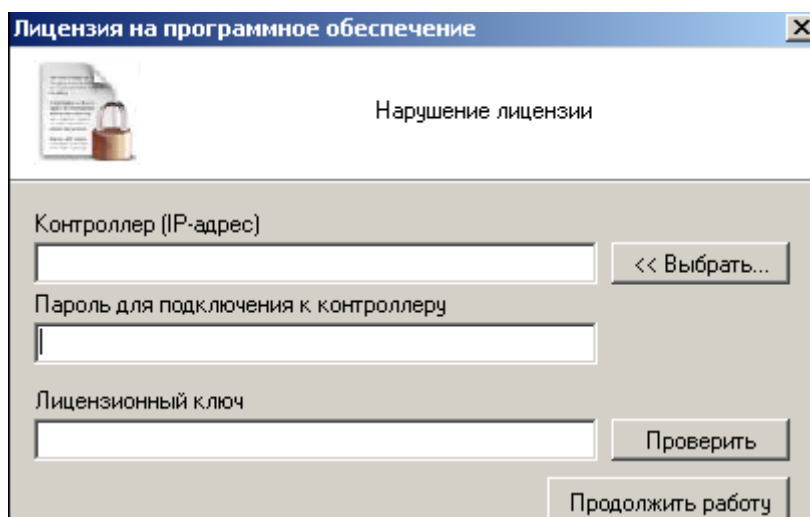 Лицензия на программное обеспечение
Нарушение лицензии
Контроллер (IP-адрес)
<< Выбрать...
Пароль для подключения к контроллеру
Лицензионный ключ
Проверить
Продолжить работу